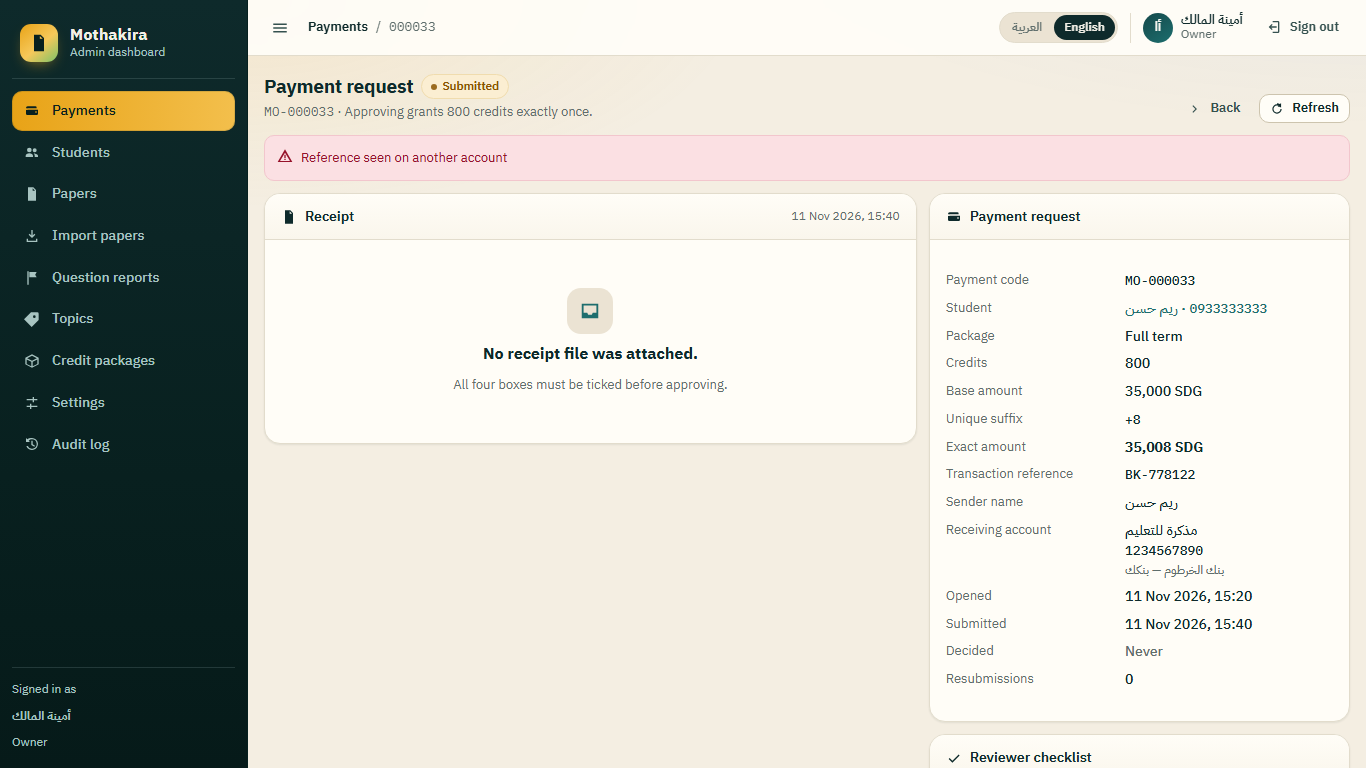 Mothakira
Admin dashboard
Payments
Students
Papers
Import papers
Question reports
Topics
Credit packages
Settings
Audit log
Signed in as
أمينة المالك
Owner
Payments / 000033
العربية
English
أا
أمينة المالك
Owner
Sign out
Payment request
Submitted
MO-000033 · Approving grants 800 credits exactly once.
Back
Refresh
Reference seen on another account
Receipt
11 Nov 2026, 15:40
No receipt file was attached.
All four boxes must be ticked before approving.
Payment request
Payment code MO-000033
Student ريم حسن · 0933333333
Package Full term
Credits 800
Base amount 35,000 SDG
Unique suffix +8
Exact amount 35,008 SDG
Transaction reference BK-778122
Sender name ريم حسن
Receiving account مذكرة للتعليم
1234567890
بنك الخرطوم — بنكك
Opened 11 Nov 2026, 15:20
Submitted 11 Nov 2026, 15:40
Decided Never
Resubmissions 0
Reviewer checklist